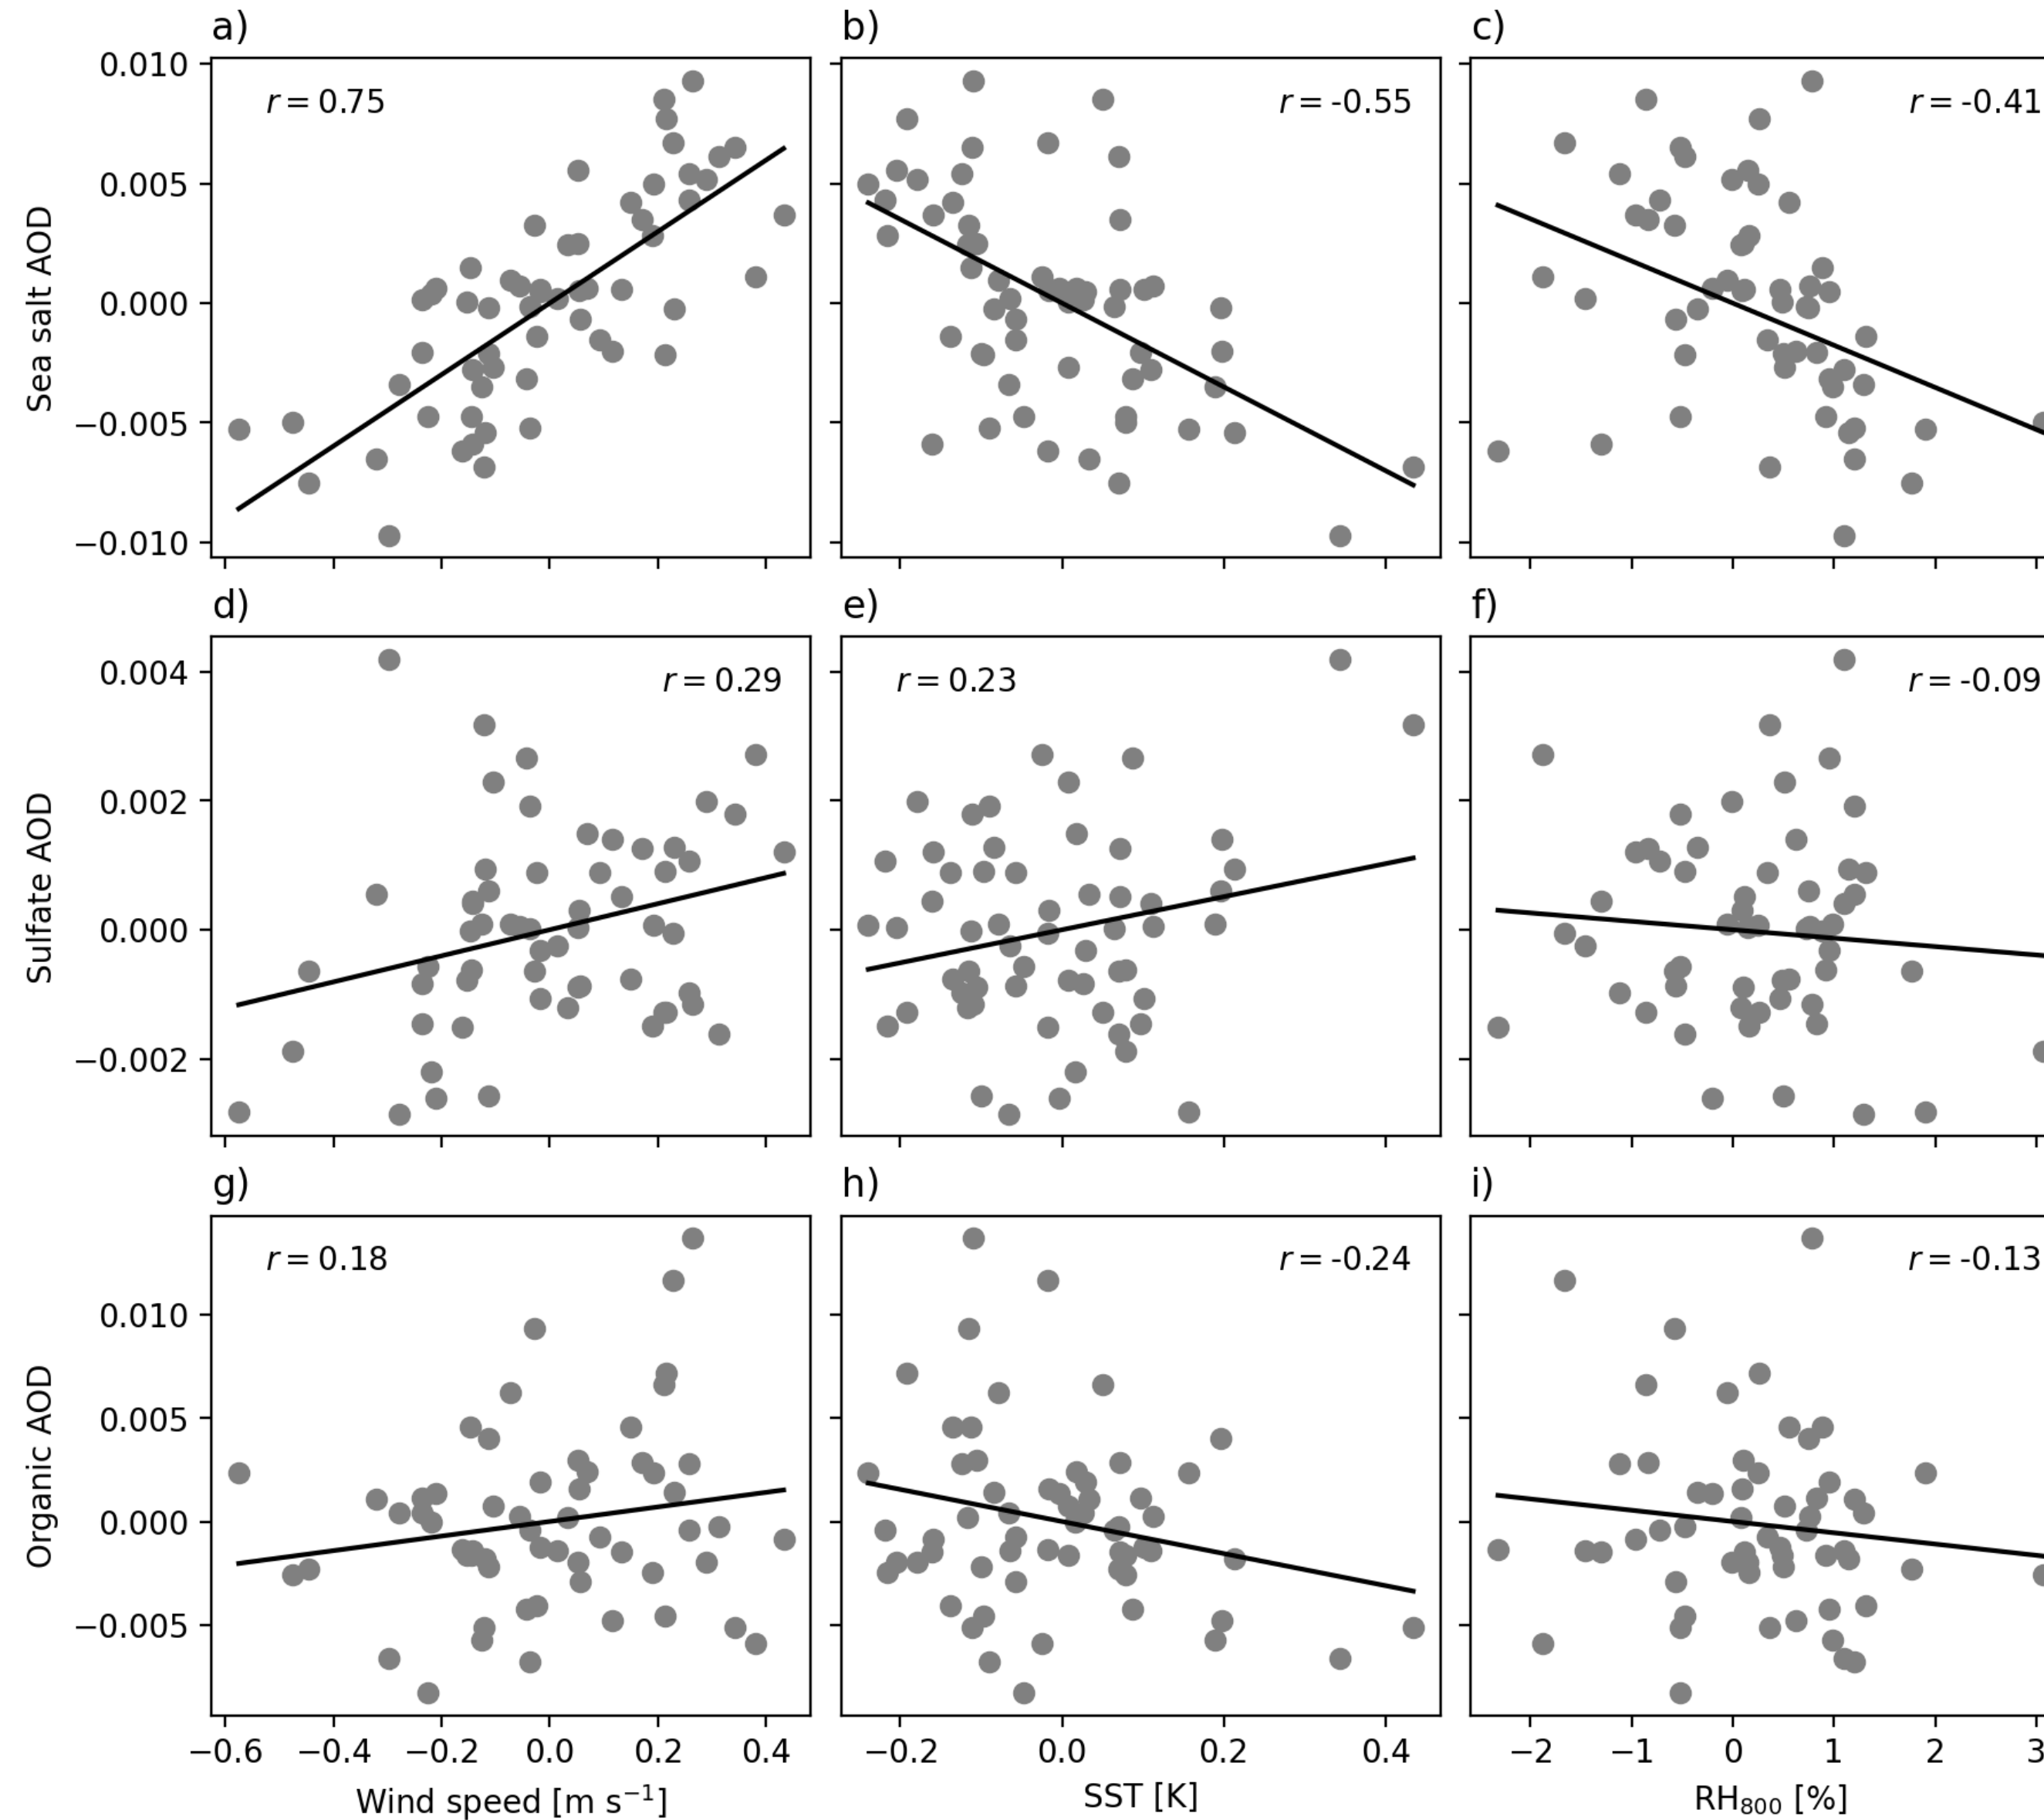 a)
b)
c)
0.010
0.005
0.000
−0.005
−0.010
Sea salt AOD
r = 0.75
r = -0.55
r = -0.41
d)
e)
f)
0.004
0.002
0.000
−0.002
Sulfate AOD
r = 0.29
r = 0.23
r = -0.09
g)
h)
i)
0.010
0.005
0.000
−0.005
Organic AOD
r = 0.18
r = -0.24
r = -0.13
−0.6 −0.4 −0.2 0.0 0.2 0.4
−0.2 0.0 0.2 0.4
−2 −1 0 1 2 3
Wind speed [m s⁻¹]
SST [K]
RH₈₀₀ [%]